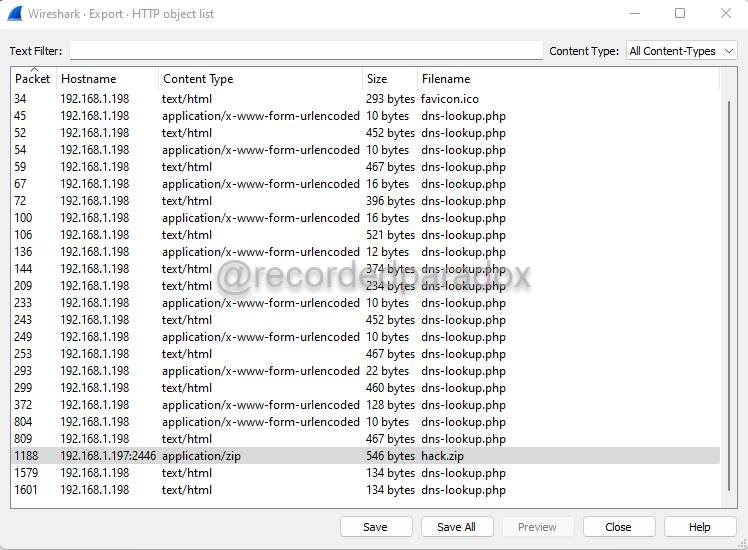 Wireshark · Export · HTTP object list
Text Filter: Content Type: All Content-Types
Packet Hostname Content Type Size Filename
34 192.168.1.198 text/html 293 bytes favicon.ico
45 192.168.1.198 application/x-www-form-urlencoded 10 bytes dns-lookup.php
52 192.168.1.198 text/html 452 bytes dns-lookup.php
54 192.168.1.198 application/x-www-form-urlencoded 10 bytes dns-lookup.php
59 192.168.1.198 text/html 467 bytes dns-lookup.php
67 192.168.1.198 application/x-www-form-urlencoded 16 bytes dns-lookup.php
72 192.168.1.198 text/html 396 bytes dns-lookup.php
100 192.168.1.198 application/x-www-form-urlencoded 16 bytes dns-lookup.php
106 192.168.1.198 text/html 521 bytes dns-lookup.php
136 192.168.1.198 application/x-www-form-urlencoded 12 bytes dns-lookup.php
144 192.168.1.198 text/html 374 bytes dns-lookup.php
@recordedparadox
209 192.168.1.198 text/html 234 bytes dns-lookup.php
233 192.168.1.198 application/x-www-form-urlencoded 10 bytes dns-lookup.php
243 192.168.1.198 text/html 452 bytes dns-lookup.php
249 192.168.1.198 application/x-www-form-urlencoded 10 bytes dns-lookup.php
253 192.168.1.198 text/html 467 bytes dns-lookup.php
293 192.168.1.198 application/x-www-form-urlencoded 22 bytes dns-lookup.php
299 192.168.1.198 text/html 460 bytes dns-lookup.php
372 192.168.1.198 application/x-www-form-urlencoded 128 bytes dns-lookup.php
804 192.168.1.198 application/x-www-form-urlencoded 10 bytes dns-lookup.php
809 192.168.1.198 text/html 467 bytes dns-lookup.php
1188 192.168.1.197:2446 application/zip 546 bytes hack.zip
1579 192.168.1.198 text/html 134 bytes dns-lookup.php
1601 192.168.1.198 text/html 134 bytes dns-lookup.php
Save Save All Preview Close Help